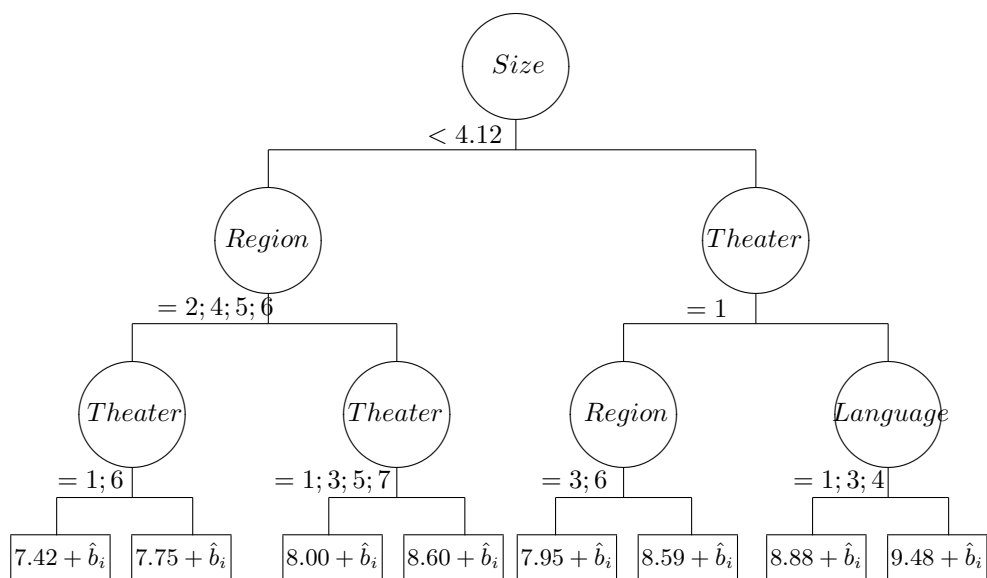 Size
< 4.12
Region
Theater
= 2; 4; 5; 6
= 1
Theater
Theater
Region
Language
= 1; 6
= 1; 3; 5; 7
= 3; 6
= 1; 3; 4
7.42 + b̂ᵢ
7.75 + b̂ᵢ
8.00 + b̂ᵢ
8.60 + b̂ᵢ
7.95 + b̂ᵢ
8.59 + b̂ᵢ
8.88 + b̂ᵢ
9.48 + b̂ᵢ